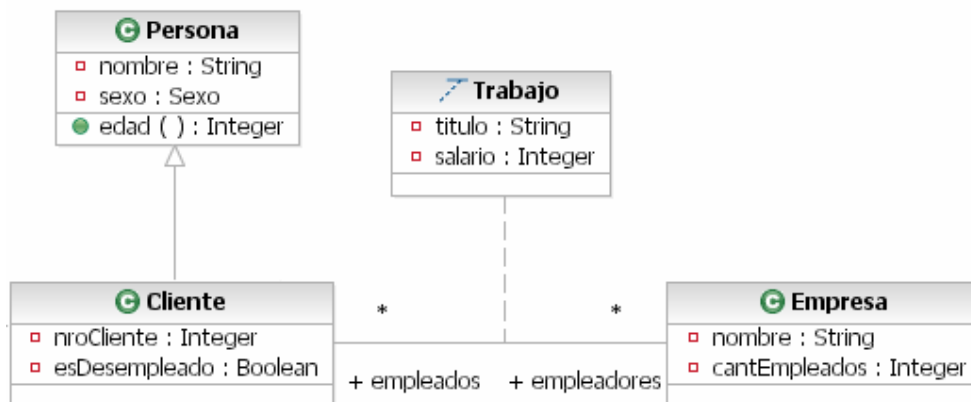 Persona
nombre : String
sexo : Sexo
edad ( ) : Integer
Trabajo
titulo : String
salario : Integer
Cliente
nroCliente : Integer
esDesempleado : Boolean
*
*
+ empleados
+ empleadores
Empresa
nombre : String
cantEmpleados : Integer